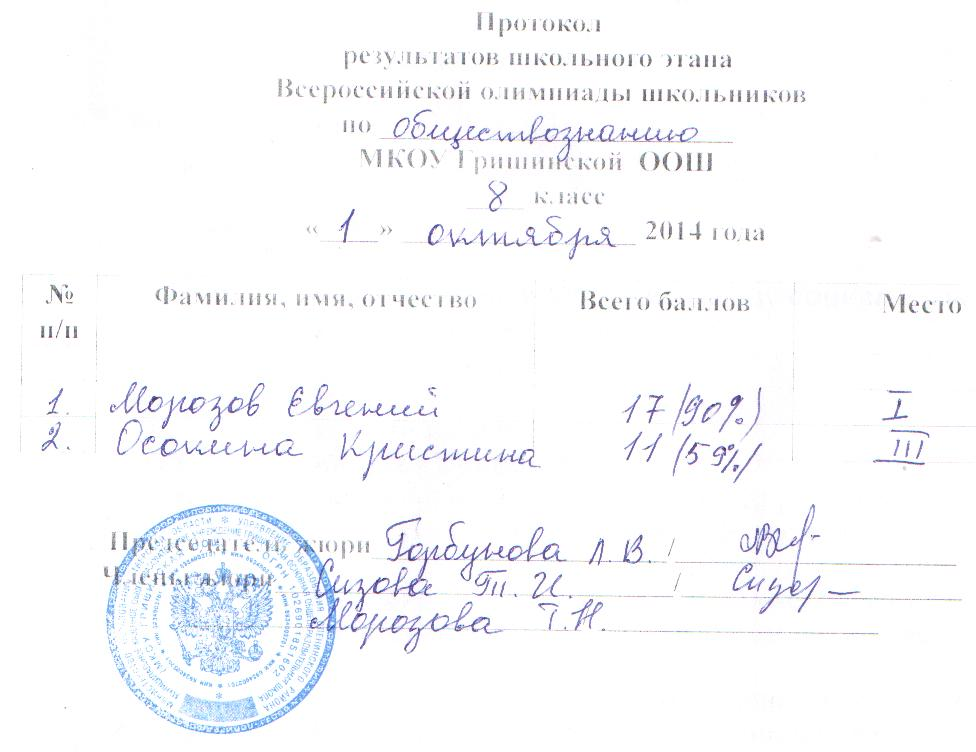 Протокол
результатов школьного этапа
Всероссийской олимпиады школьников
по обществознанию
МКОУ Гришинской ООШ
8 класс
« 1 » октября 2014 года
№ п/п Фамилия, имя, отчество Всего баллов Место
1. Морозов Евгений 17 (90%) I
2. Осокина Кристина 11 (59%) III
Председатель жюри Горбунова Л. В. /
Члены жюри Сизова Т. И. / Сизов
Морозова Т.Н.